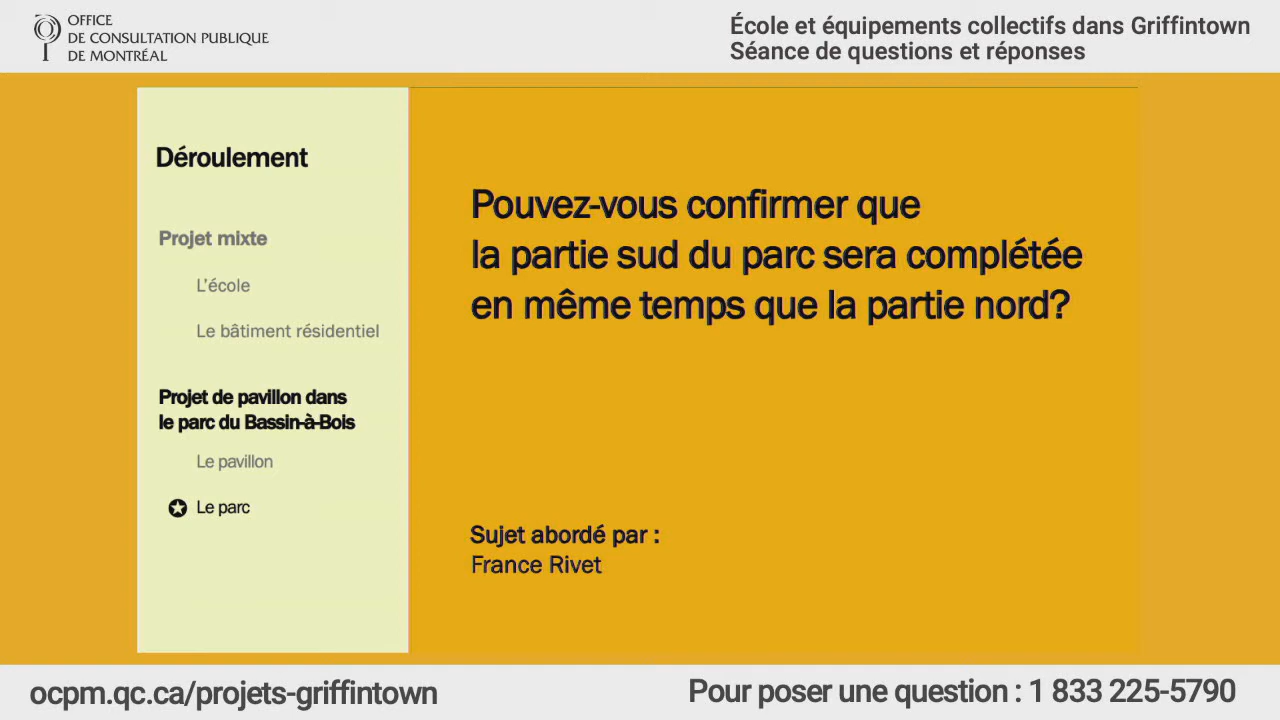 OFFICE
DE CONSULTATION PUBLIQUE
DE MONTRÉAL
École et équipements collectifs dans Griffintown
Séance de questions et réponses
Déroulement
Projet mixte
L'école
Le bâtiment résidentiel
Projet de pavillon dans
le parc du Bassin-à-Bois
Le pavillon
Le parc
Pouvez-vous confirmer que
la partie sud du parc sera complétée
en même temps que la partie nord?
Sujet abordé par :
France Rivet
ocpm.qc.ca/projets-griffintown
Pour poser une question : 1 833 225-5790